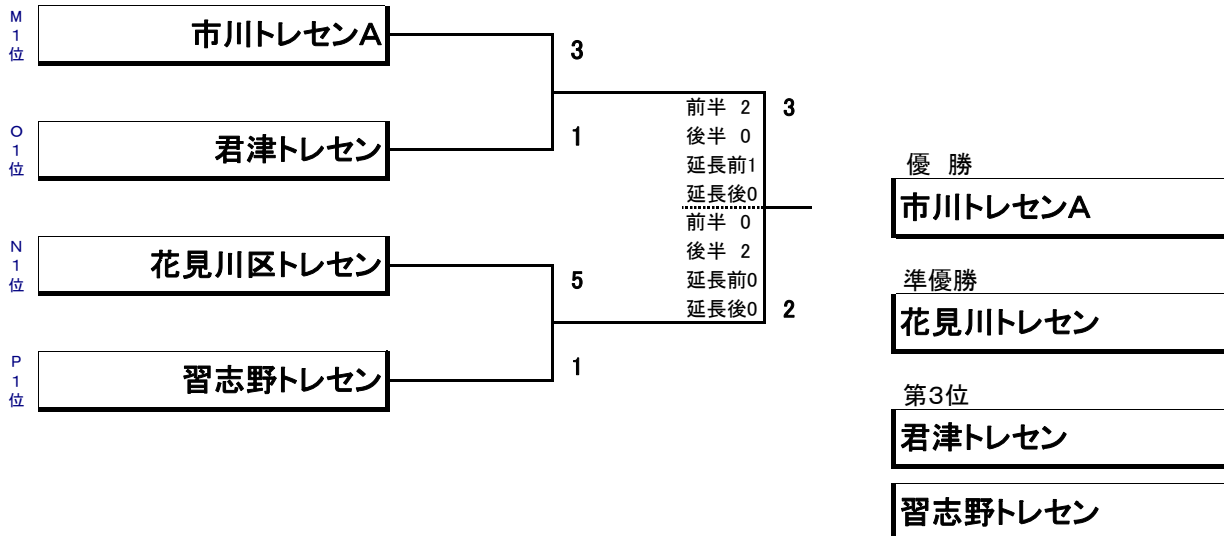 M1位
市川トレセンA
3
O1位
君津トレセン
1
N1位
花見川区トレセン
5
P1位
習志野トレセン
1
前半 2
後半 0
延長前1
延長後0
3
前半 0
後半 2
延長前0
延長後0
2
優 勝
市川トレセンA
準優勝
花見川トレセン
第3位
君津トレセン
習志野トレセン